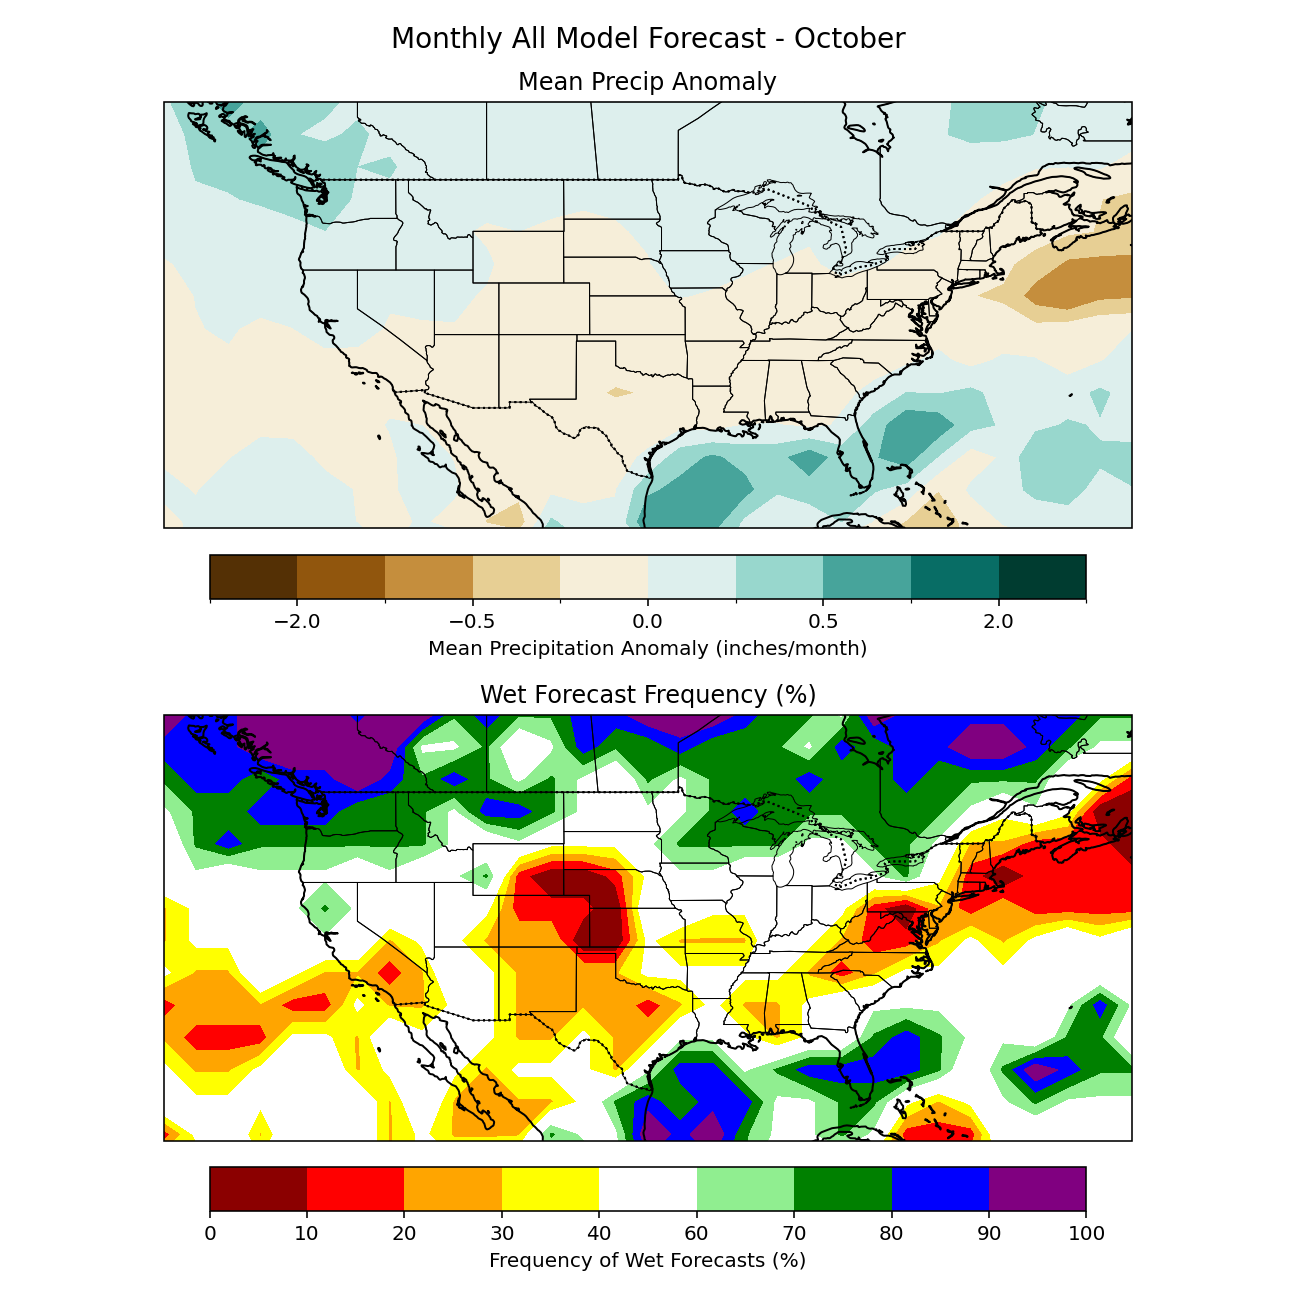 Monthly All Model Forecast - October
Mean Precip Anomaly
−2.0 −0.5 0.0 0.5 2.0
Mean Precipitation Anomaly (inches/month)
Wet Forecast Frequency (%)
0 10 20 30 40 60 70 80 90 100
Frequency of Wet Forecasts (%)